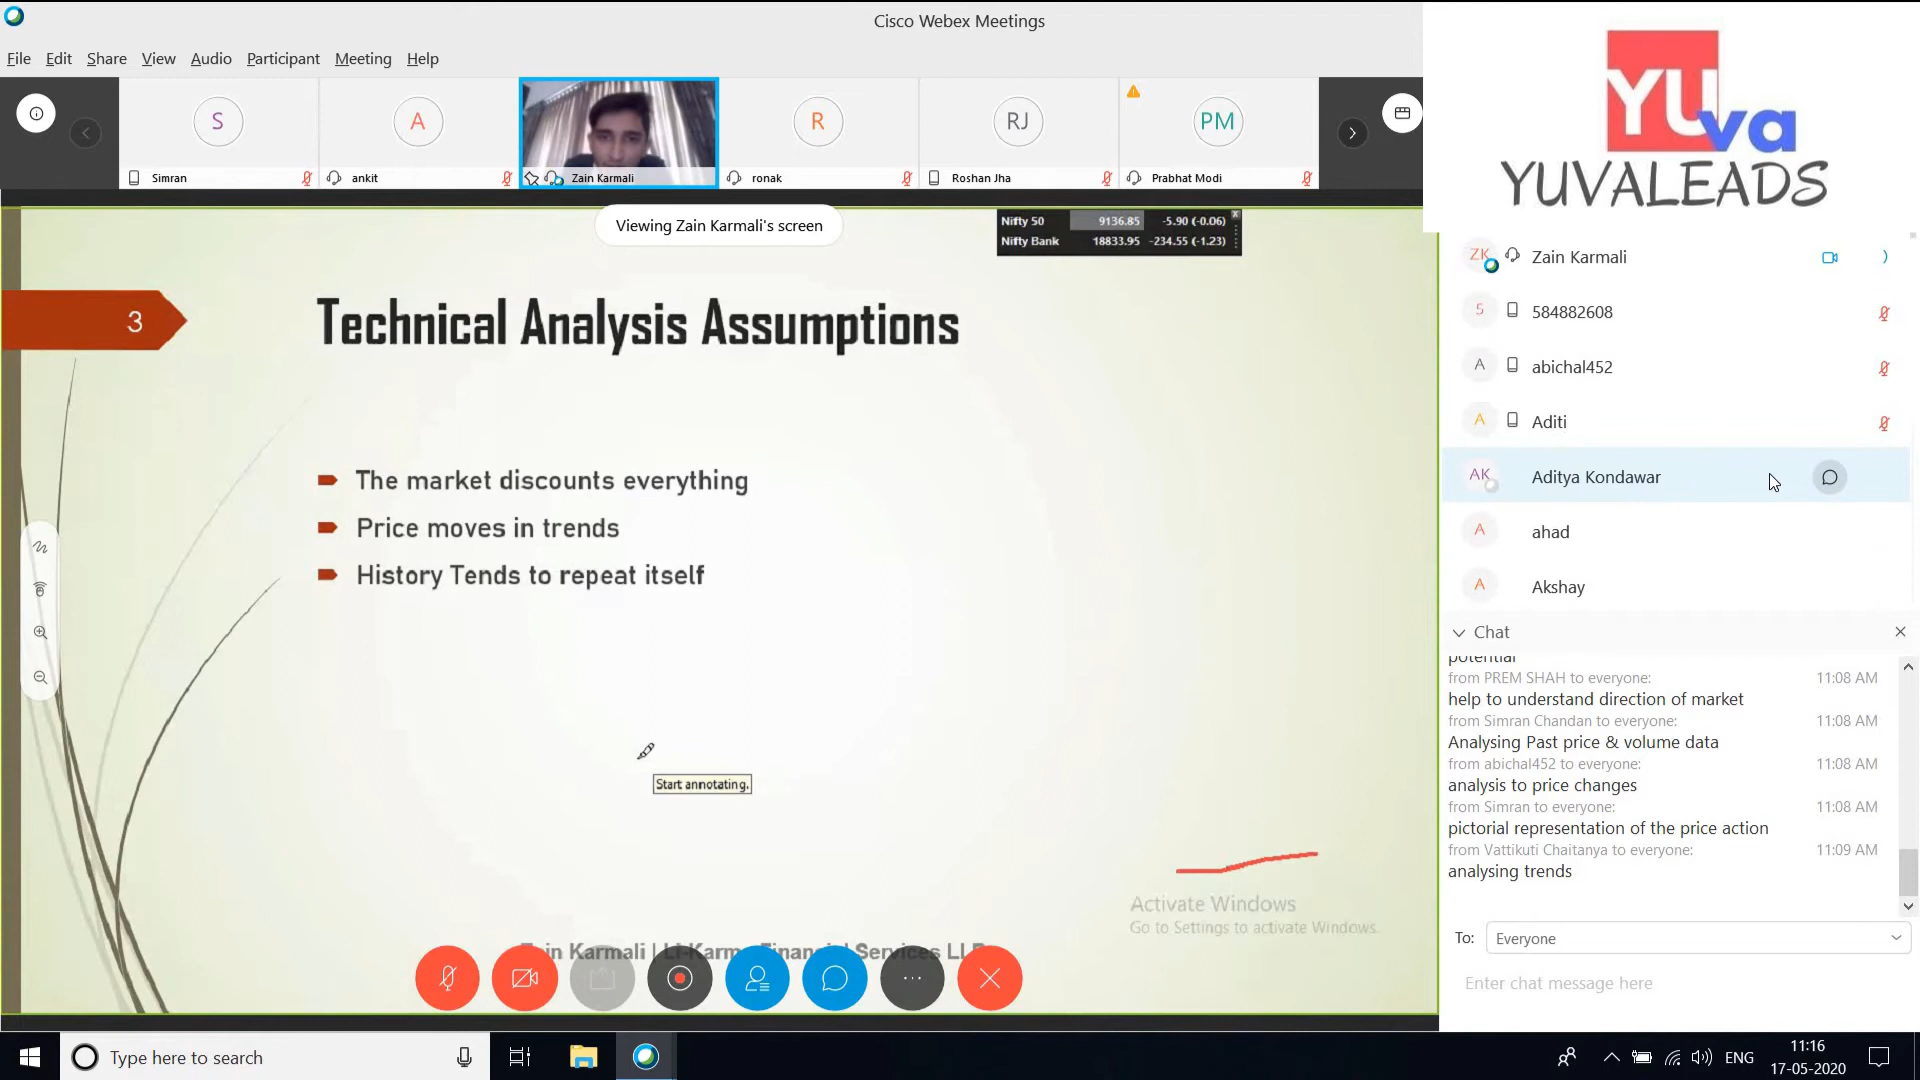 Cisco Webex Meetings
File Edit Share View Audio Participant Meeting Help
S
Simran
A
ankit
Zain Karmali
R
ronak
RJ
Roshan Jha
PM
Prabhat Modi
Viewing Zain Karmali's screen
Nifty 50 9136.85 -5.90 (-0.06)
Nifty Bank 18833.95 -234.55 (-1.23)
3
Technical Analysis Assumptions
The market discounts everything
Price moves in trends
History Tends to repeat itself
Start annotating.
Activate Windows
Go to Settings to activate Windows.
Karmali | Financial Services
YUva
YUVALEADS
ZK Zain Karmali
5 584882608
A abichal452
A Aditi
AK Aditya Kondawar
A ahad
A Akshay
Chat
potential
from PREM SHAH to everyone: 11:08 AM
help to understand direction of market
from Simran Chandan to everyone: 11:08 AM
Analysing Past price & volume data
from abichal452 to everyone: 11:08 AM
analysis to price changes
from Simran to everyone: 11:08 AM
pictorial representation of the price action
from Vattikuti Chaitanya to everyone: 11:09 AM
analysing trends
To: Everyone
Enter chat message here
Type here to search
ENG
11:16
17-05-2020